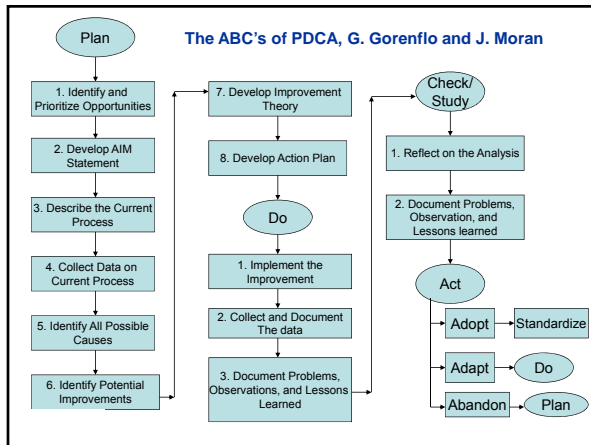 The ABC's of PDCA, G. Gorenflo and J. Moran
Plan
1. Identify and
Prioritize Opportunities
2. Develop AIM
Statement
3. Describe the Current
Process
4. Collect Data on
Current Process
5. Identify All Possible
Causes
6. Identify Potential
Improvements
7. Develop Improvement
Theory
8. Develop Action Plan
Do
1. Implement the
Improvement
2. Collect and Document
The data
3. Document Problems,
Observations, and Lessons
Learned
Check/
Study
1. Reflect on the Analysis
2. Document Problems,
Observation, and
Lessons learned
Act
Adopt
Standardize
Adapt
Do
Abandon
Plan